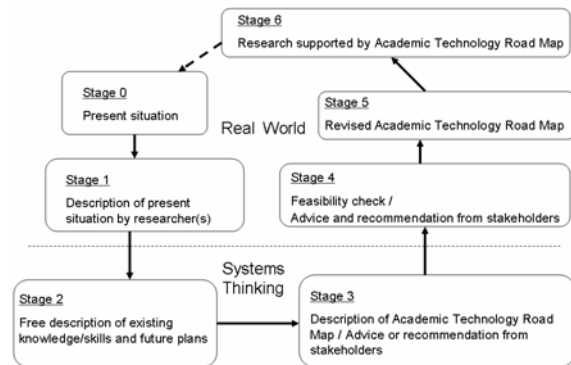 Stage 6
Research supported by Academic Technology Road Map
Stage 0
Present situation
Real World
Stage 5
Revised Academic Technology Road Map
Stage 1
Description of present
situation by researcher(s)
Stage 4
Feasibility check /
Advice and recommendation from stakeholders
Systems
Thinking
Stage 2
Free description of existing
knowledge/skills and future plans
Stage 3
Description of Academic Technology Road
Map / Advice or recommendation from
stakeholders